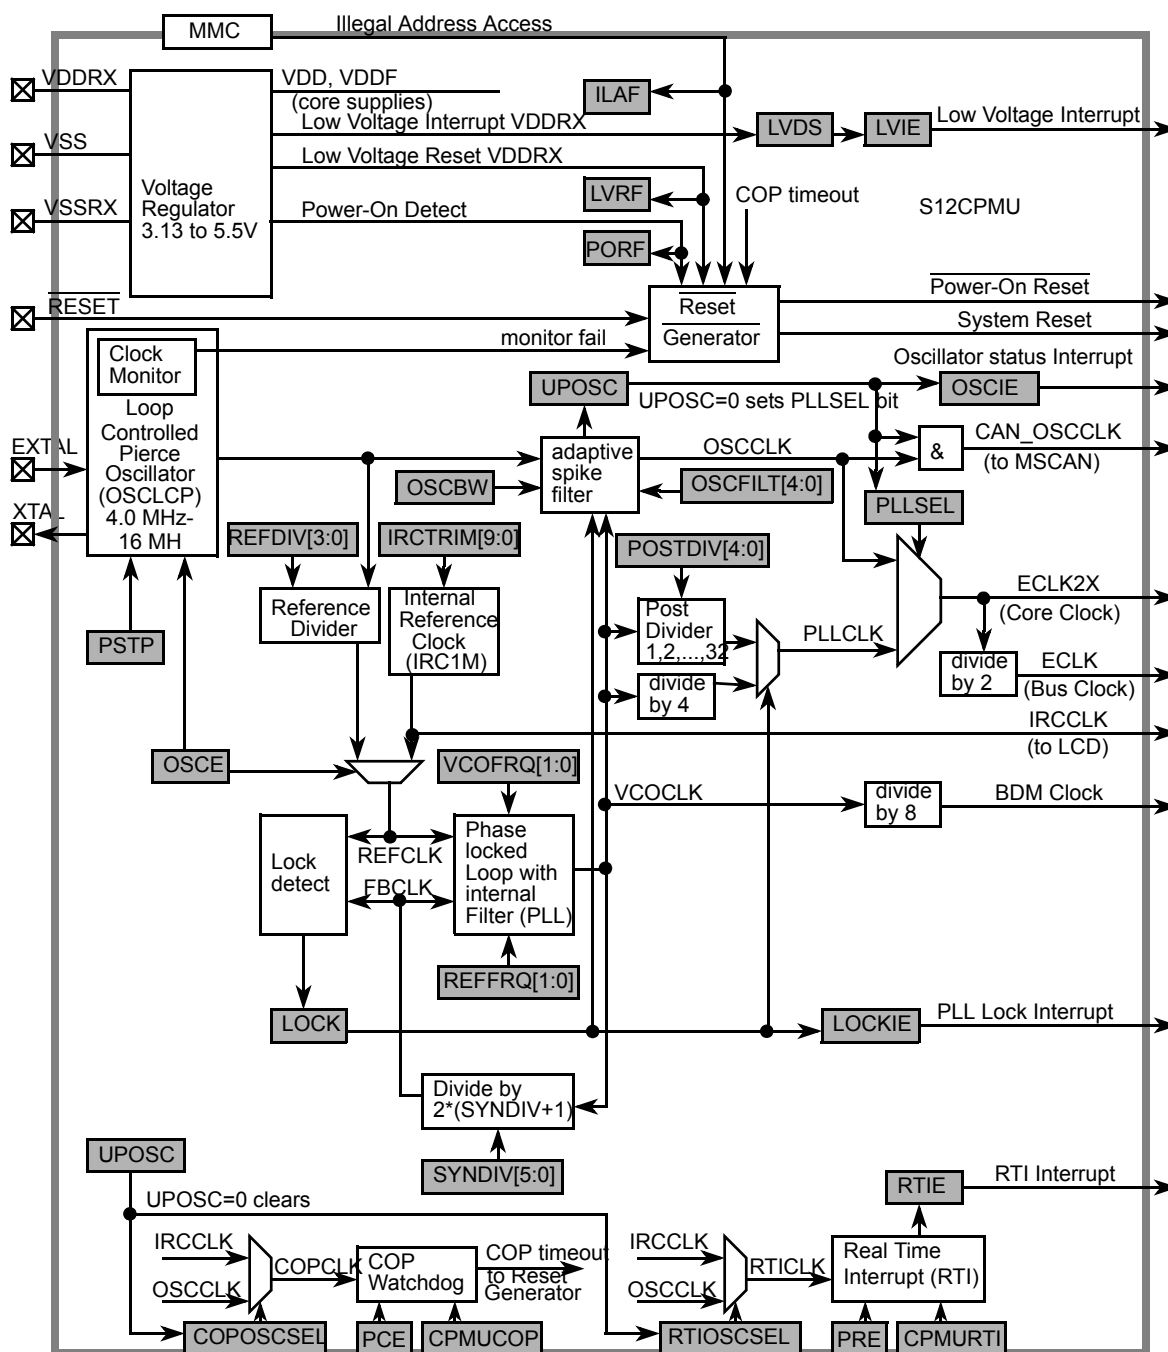 MMC
Illegal Address Access
VDDRX
VDD, VDDF
(core supplies)
ILAF
Low Voltage Interrupt VDDRX
LVDS
LVIE
Low Voltage Interrupt
VSS
Low Voltage Reset VDDRX
Voltage
Regulator
3.13 to 5.5V
LVRF
COP timeout
S12CPMU
VSSRX
Power-On Detect
PORF
RESET
Reset
Generator
Power-On Reset
System Reset
monitor fail
Clock
Monitor
Oscillator status Interrupt
UPOSC
OSCIE
UPOSC=0 sets PLLSEL bit
Loop
Controlled
Pierce
Oscillator
(OSCLCP)
4.0 MHz-
16 MH
EXTAL
XTAL
adaptive
spike
filter
OSCCLK
&
CAN_OSCCLK
(to MSCAN)
OSCBW
OSCFILT[4:0]
PLLSEL
REFDIV[3:0]
IRCTRIM[9:0]
POSTDIV[4:0]
Reference
Divider
Internal
Reference
Clock
(IRC1M)
Post
Divider
1,2,...,32
PLLCLK
ECLK2X
(Core Clock)
PSTP
divide
by 4
divide
by 2
ECLK
(Bus Clock)
IRCCLK
(to LCD)
OSCE
VCOFRQ[1:0]
VCOCLK
divide
by 8
BDM Clock
Lock
detect
REFCLK
FBCLK
Phase
locked
Loop with
internal
Filter (PLL)
REFFRQ[1:0]
LOCK
LOCKIE
PLL Lock Interrupt
Divide by
2*(SYNDIV+1)
SYNDIV[5:0]
UPOSC
UPOSC=0 clears
RTIE
RTI Interrupt
IRCCLK
OSCCLK
COPCLK
COP
Watchdog
COP timeout
to Reset
Generator
IRCCLK
OSCCLK
RTICLK
Real Time
Interrupt (RTI)
COPOSCSEL
PCE
CPMUCOP
RTIOSCSEL
PRE
CPMURTI